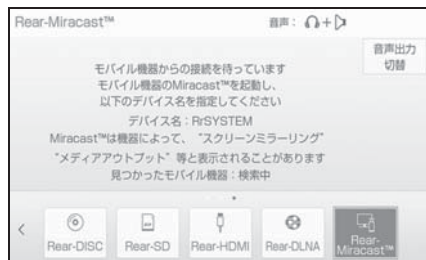 Rear-Miracast™
音声：
音声出力
切替
モバイル機器からの接続を待っています
モバイル機器のMiracast™を起動し、
以下のデバイス名を指定してください
デバイス名：RrSYSTEM
Miracast™は機器によって、“スクリーンミラーリング”
“メディアアウトプット”等と表示されることがあります
見つかったモバイル機器：検索中
Rear-DISC
Rear-SD
Rear-HDMI
Rear-DLNA
Rear-
Miracast™